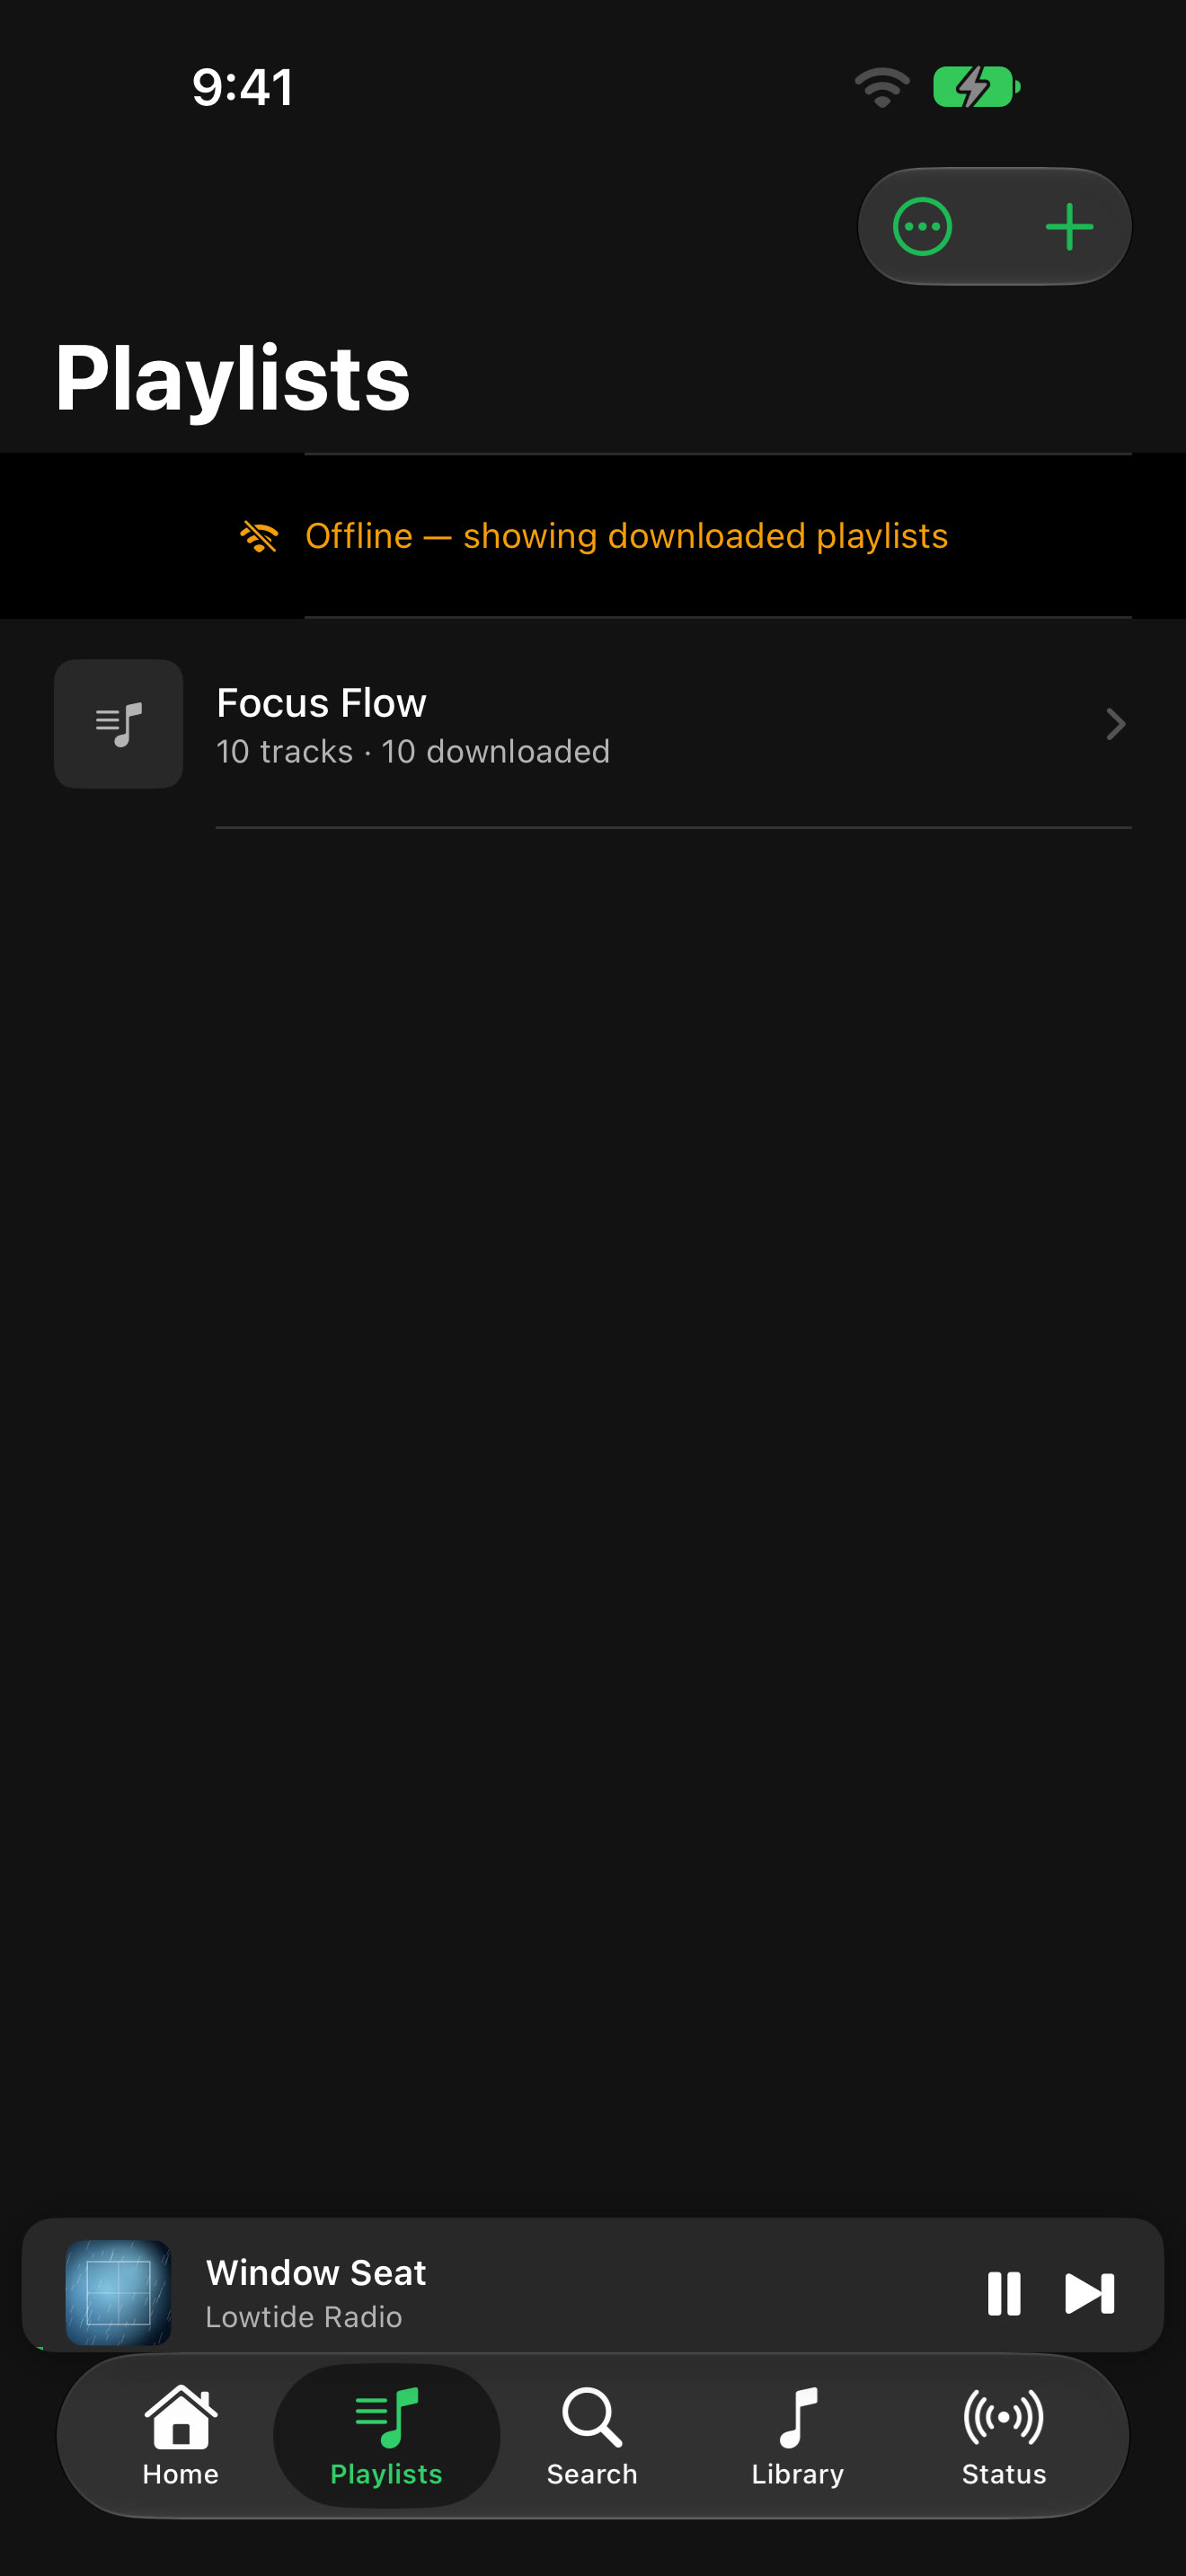 9:41
Playlists
Offline — showing downloaded playlists
Focus Flow
10 tracks · 10 downloaded
Window Seat
Lowtide Radio
Home
Playlists
Search
Library
Status